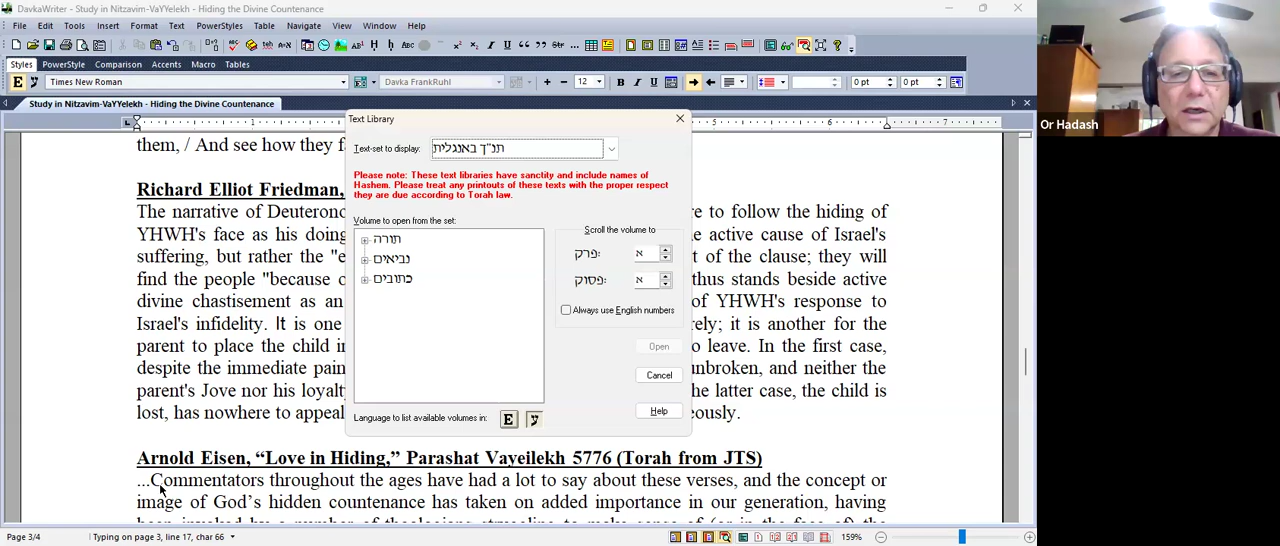 DavkaWriter - Study in Nitzavim-VaYYelekh - Hiding the Divine Countenance
File Edit Tools Insert Format Text PowerStyles Table Navigate Libraries Utilities View Window Help
Styles PowerStyle Comparison Accents Macro Tables
Times New Roman Davka FrankRuhl 12 B I U 0 pt 0 pt
Study in Nitzavim-VaYYelekh - Hiding the Divine Countenance
them, / And see how they f
Richard Elliot Friedman,
The narrative of Deuterono re to follow the hiding of
YHWH's face as his doing e active cause of Israel's
suffering, but rather the "e t of the clause; they will
find the people "because o thus stands beside active
divine chastisement as an of YHWH's response to
Israel's infidelity. It is one rely; it is another for the
parent to place the child in o leave. In the first case,
despite the immediate pain unbroken, and neither the
parent's Jove nor his loyalty he latter case, the child is
lost, has nowhere to appeal eously.
Arnold Eisen, “Love in Hiding,” Parashat Vayeilekh 5776 (Torah from JTS)
...Commentators throughout the ages have had a lot to say about these verses, and the concept or
image of God’s hidden countenance has taken on added importance in our generation, having
Text Library
Text-set to display: תנ"ך באנגלית
Please note: These text libraries have sanctity and include names of
Hashem. Please treat any printouts of these texts with the proper respect
they are due according to Torah law.
Volume to open from the set:
תורה
נביאים
כתובים
Scroll the volume to
פרק: א
פסוק: א
Always use English numbers
Open
Cancel
Help
Language to list available volumes in: E ע
Page 3/4 Typing on page 3, line 17, char 66 159%
Or Hadash